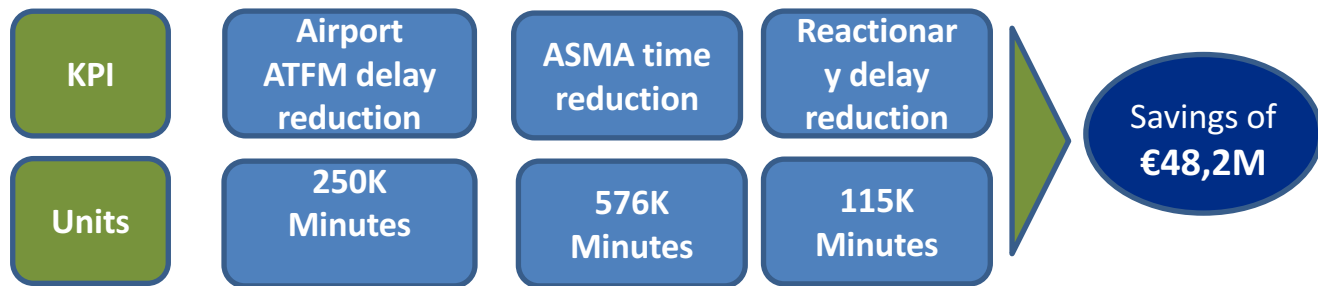 KPI
Airport
ATFM delay
reduction
ASMA time
reduction
Reactionar
y delay
reduction
Savings of
€48,2M
Units
250K
Minutes
576K
Minutes
115K
Minutes